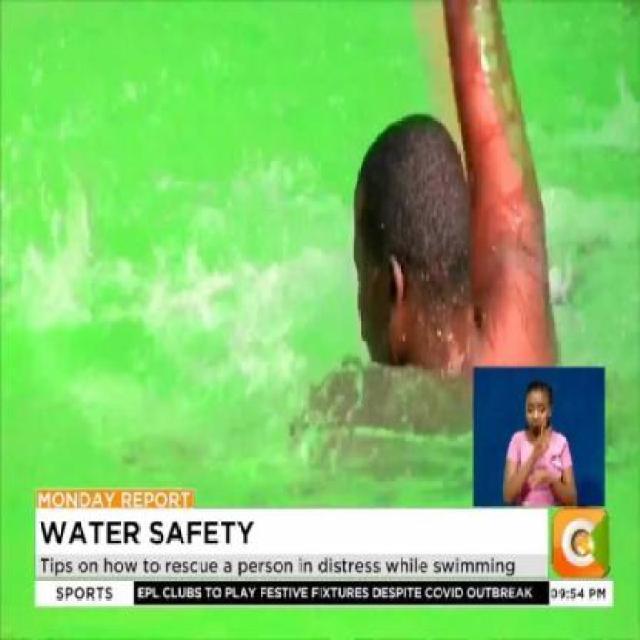 MONDAY REPORT
WATER SAFETY
Tips on how to rescue a person in distress while swimming
SPORTS EPL CLUBS TO PLAY FESTIVE FIXTURES DESPITE COVID OUTBREAK 09:54 PM